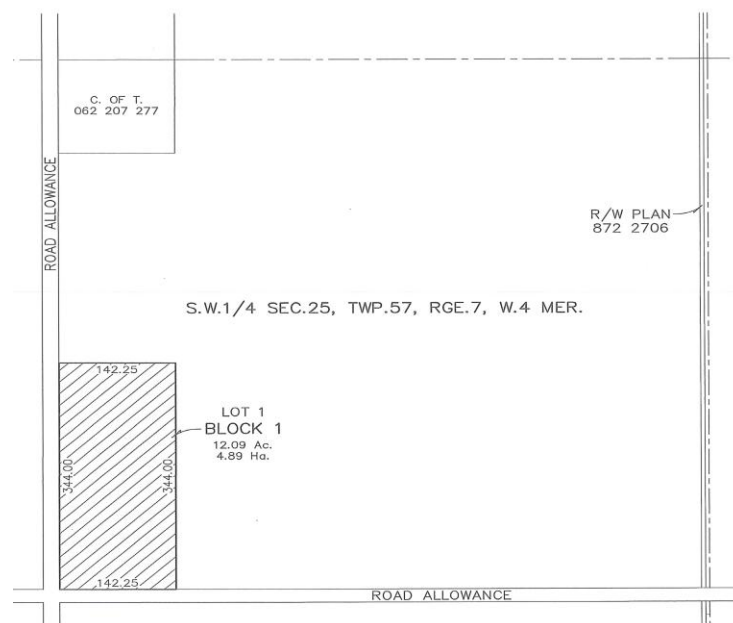 C. OF T.
062 207 277
ROAD ALLOWANCE
R/W PLAN
872 2706
S.W.1/4 SEC.25, TWP.57, RGE.7, W.4 MER.
142.25
LOT 1
BLOCK 1
12.09 Ac.
4.89 Ha.
344.00
344.00
142.25
ROAD ALLOWANCE